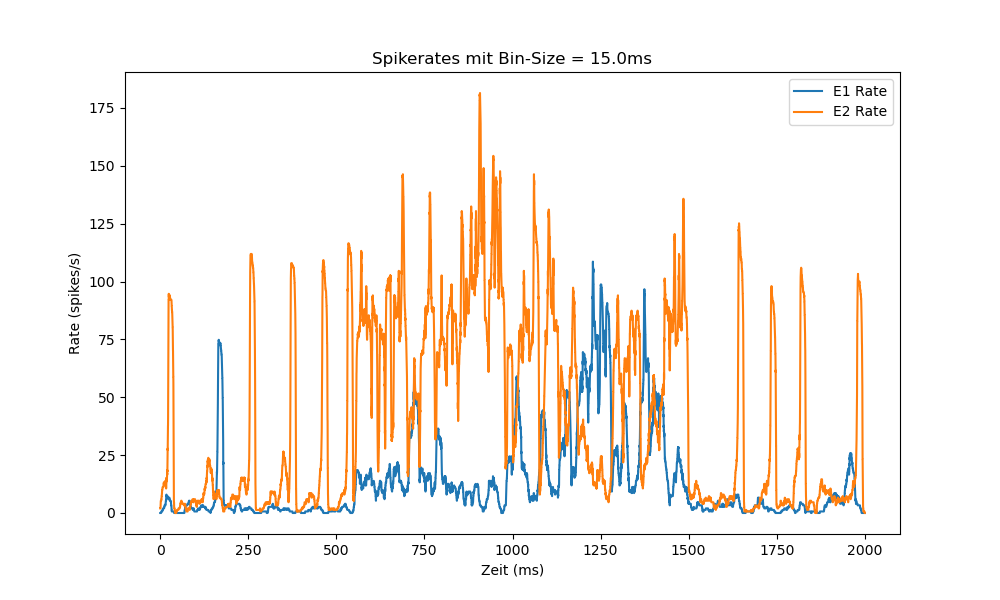 Spikerates mit Bin-Size = 15.0ms
E1 Rate
E2 Rate
Rate (spikes/s)
175
150
125
100
75
50
25
0
0 250 500 750 1000 1250 1500 1750 2000
Zeit (ms)